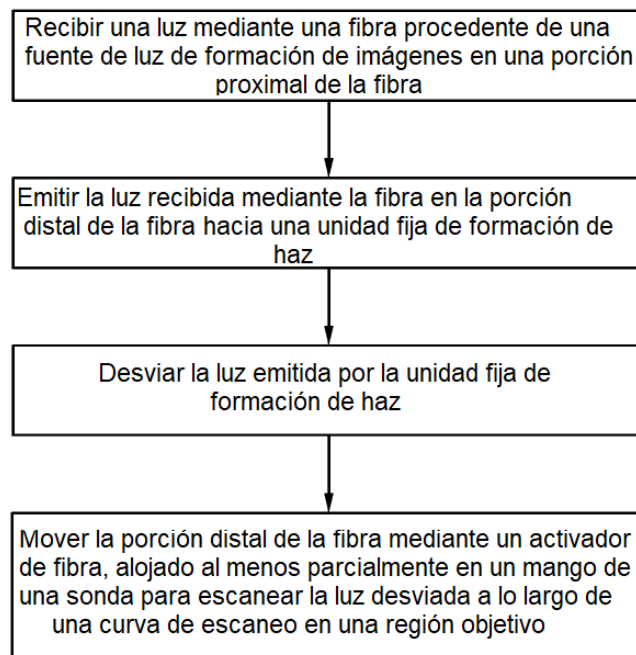 Recibir una luz mediante una fibra procedente de una
fuente de luz de formación de imágenes en una porción
proximal de la fibra
Emitir la luz recibida mediante la fibra en la porción
distal de la fibra hacia una unidad fija de formación de
haz
Desviar la luz emitida por la unidad fija de
formación de haz
Mover la porción distal de la fibra mediante un activador
de fibra, alojado al menos parcialmente en un mango de
una sonda para escanear la luz desviada a lo largo de
una curva de escaneo en una región objetivo